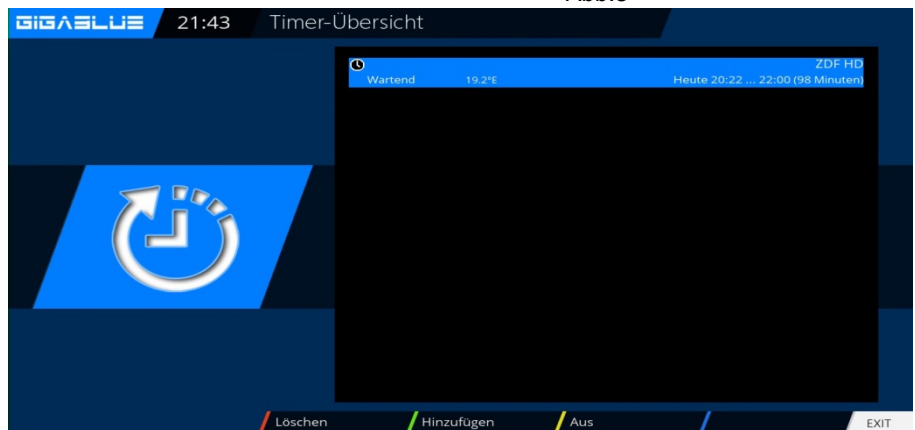 GIGABLUE 21:43 Timer-Übersicht
ZDF HD
Wartend 19.2°E Heute 20:22 ... 22:00 (98 Minuten)
Löschen Hinzufügen Aus EXIT